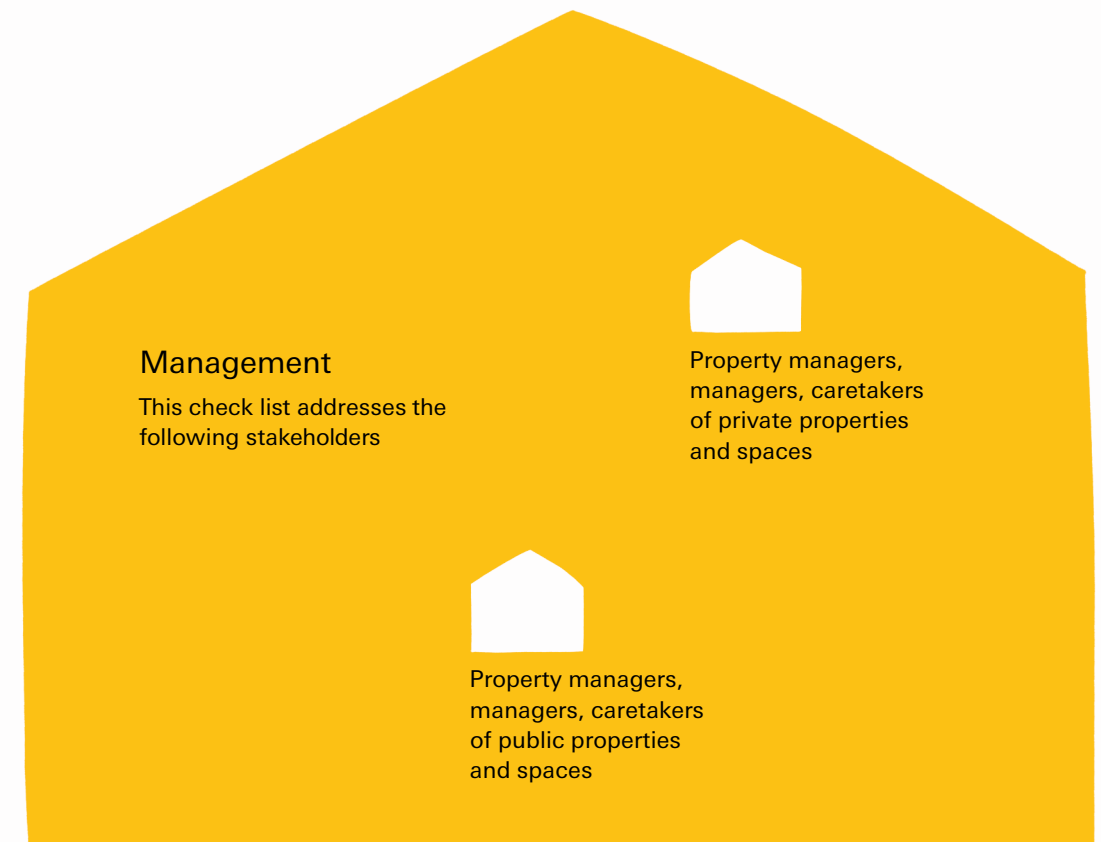 Management
This check list addresses the
following stakeholders
Property managers,
managers, caretakers
of private properties
and spaces
Property managers,
managers, caretakers
of public properties
and spaces